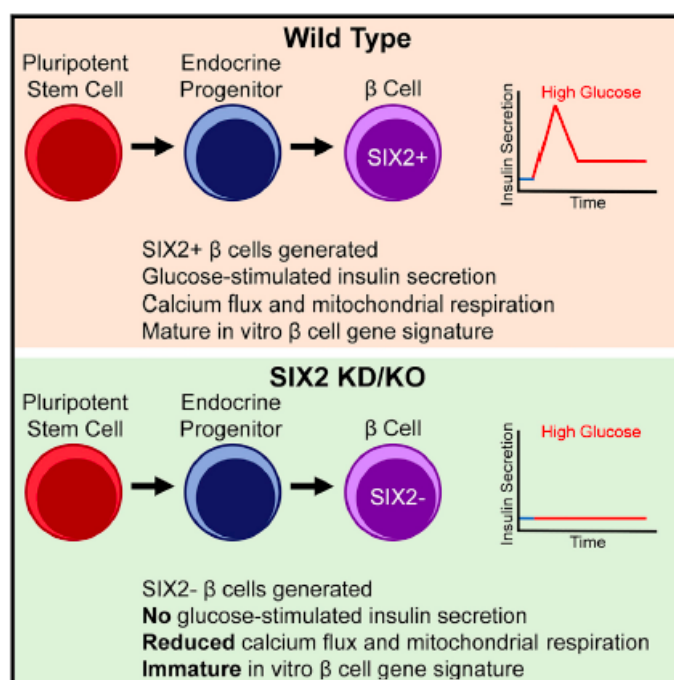 Wild Type
Pluripotent
Stem Cell
Endocrine
Progenitor
β Cell
SIX2+
High Glucose
Insulin Secretion
Time
SIX2+ β cells generated
Glucose-stimulated insulin secretion
Calcium flux and mitochondrial respiration
Mature in vitro β cell gene signature
SIX2 KD/KO
Pluripotent
Stem Cell
Endocrine
Progenitor
β Cell
SIX2-
High Glucose
Insulin Secretion
Time
SIX2- β cells generated
No glucose-stimulated insulin secretion
Reduced calcium flux and mitochondrial respiration
Immature in vitro β cell gene signature